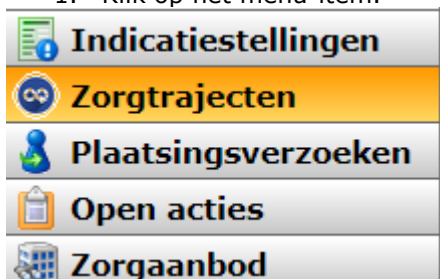 1. Klik op het menu-item:
Indicatiestellingen
Zorgtrajecten
Plaatsingsverzoeken
Open acties
Zorgaanbod